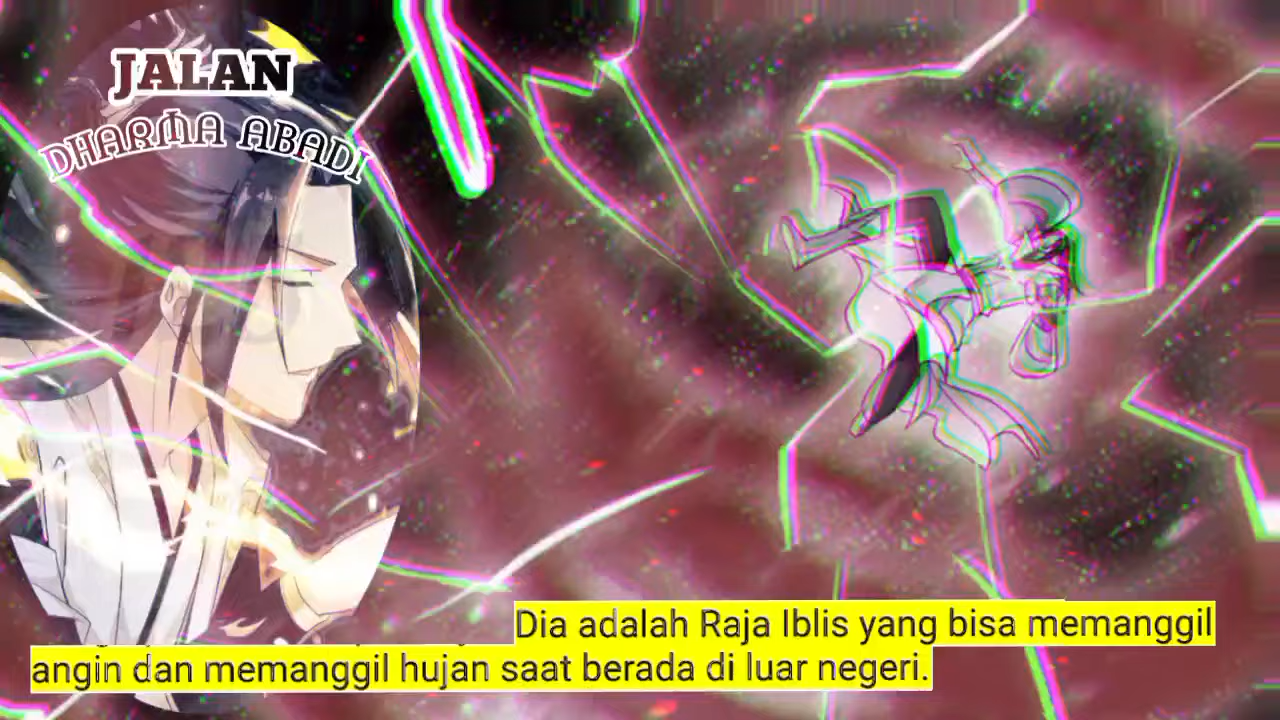 JALAN
DHARMA ABADI
Dia adalah Raja Iblis yang bisa memanggil
angin dan memanggil hujan saat berada di luar negeri.